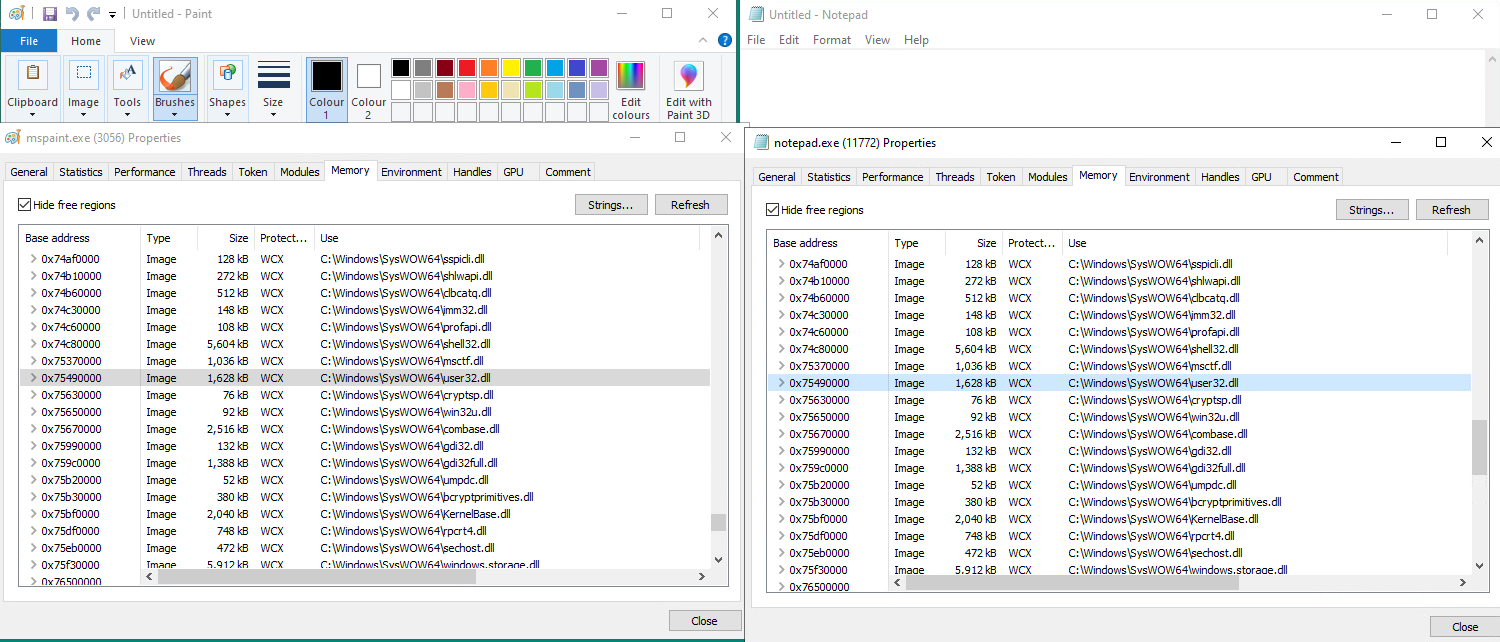 Untitled - Paint
File Home View
Clipboard Image Tools Brushes Shapes Size Colour 1 Colour 2 Edit colours Edit with Paint 3D
mspaint.exe (3056) Properties
General Statistics Performance Threads Token Modules Memory Environment Handles GPU Comment
Hide free regions Strings... Refresh
Base address Type Size Protect... Use
0x74af0000 Image 128 kB WCX C:\Windows\SysWOW64\sspicli.dll
0x74b10000 Image 272 kB WCX C:\Windows\SysWOW64\shlwapi.dll
0x74b60000 Image 512 kB WCX C:\Windows\SysWOW64\clbcatq.dll
0x74c30000 Image 148 kB WCX C:\Windows\SysWOW64\imm32.dll
0x74c60000 Image 108 kB WCX C:\Windows\SysWOW64\profapi.dll
0x74c80000 Image 5,604 kB WCX C:\Windows\SysWOW64\shell32.dll
0x75370000 Image 1,036 kB WCX C:\Windows\SysWOW64\msctf.dll
0x75490000 Image 1,628 kB WCX C:\Windows\SysWOW64\user32.dll
0x75630000 Image 76 kB WCX C:\Windows\SysWOW64\cryptsp.dll
0x75650000 Image 92 kB WCX C:\Windows\SysWOW64\win32u.dll
0x75670000 Image 2,516 kB WCX C:\Windows\SysWOW64\combase.dll
0x75990000 Image 132 kB WCX C:\Windows\SysWOW64\gdi32.dll
0x759c0000 Image 1,388 kB WCX C:\Windows\SysWOW64\gdi32full.dll
0x75b20000 Image 52 kB WCX C:\Windows\SysWOW64\umpdc.dll
0x75b30000 Image 380 kB WCX C:\Windows\SysWOW64\bcryptprimitives.dll
0x75bf0000 Image 2,040 kB WCX C:\Windows\SysWOW64\KernelBase.dll
0x75df0000 Image 748 kB WCX C:\Windows\SysWOW64\rpcrt4.dll
0x75eb0000 Image 472 kB WCX C:\Windows\SysWOW64\sechost.dll
0x75f30000 Image 5,912 kB WCX C:\Windows\SysWOW64\windows.storage.dll
0x76500000
Close
Untitled - Notepad
File Edit Format View Help
notepad.exe (11772) Properties
General Statistics Performance Threads Token Modules Memory Environment Handles GPU Comment
Hide free regions Strings... Refresh
Base address Type Size Protect... Use
0x74af0000 Image 128 kB WCX C:\Windows\SysWOW64\sspicli.dll
0x74b10000 Image 272 kB WCX C:\Windows\SysWOW64\shlwapi.dll
0x74b60000 Image 512 kB WCX C:\Windows\SysWOW64\clbcatq.dll
0x74c30000 Image 148 kB WCX C:\Windows\SysWOW64\imm32.dll
0x74c60000 Image 108 kB WCX C:\Windows\SysWOW64\profapi.dll
0x74c80000 Image 5,604 kB WCX C:\Windows\SysWOW64\shell32.dll
0x75370000 Image 1,036 kB WCX C:\Windows\SysWOW64\msctf.dll
0x75490000 Image 1,628 kB WCX C:\Windows\SysWOW64\user32.dll
0x75630000 Image 76 kB WCX C:\Windows\SysWOW64\cryptsp.dll
0x75650000 Image 92 kB WCX C:\Windows\SysWOW64\win32u.dll
0x75670000 Image 2,516 kB WCX C:\Windows\SysWOW64\combase.dll
0x75990000 Image 132 kB WCX C:\Windows\SysWOW64\gdi32.dll
0x759c0000 Image 1,388 kB WCX C:\Windows\SysWOW64\gdi32full.dll
0x75b20000 Image 52 kB WCX C:\Windows\SysWOW64\umpdc.dll
0x75b30000 Image 380 kB WCX C:\Windows\SysWOW64\bcryptprimitives.dll
0x75bf0000 Image 2,040 kB WCX C:\Windows\SysWOW64\KernelBase.dll
0x75df0000 Image 748 kB WCX C:\Windows\SysWOW64\rpcrt4.dll
0x75eb0000 Image 472 kB WCX C:\Windows\SysWOW64\sechost.dll
0x75f30000 Image 5,912 kB WCX C:\Windows\SysWOW64\windows.storage.dll
0x76500000
Close